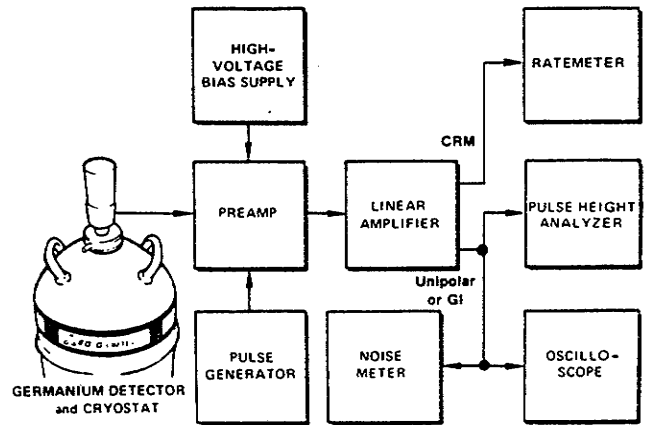 HIGH-
VOLTAGE
BIAS SUPPLY
RATEMETER
CRM
PREAMP
LINEAR
AMPLIFIER
PULSE HEIGHT
ANALYZER
Unipolar
or GI
PULSE
GENERATOR
NOISE
METER
OSCILLO-
SCOPE
GERMANIUM DETECTOR
and CRYOSTAT